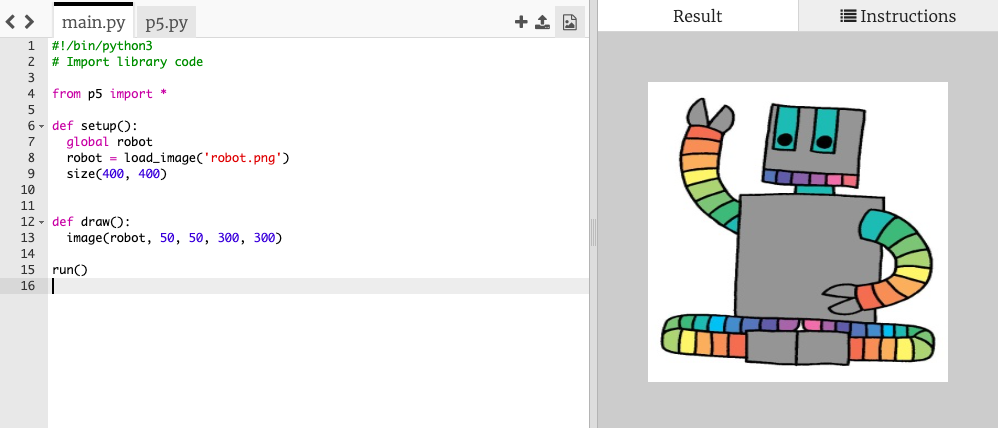 main.py p5.py
Result Instructions
1 #!/bin/python3
2 # Import library code
3
4 from p5 import *
5
6 def setup():
7   global robot
8   robot = load_image('robot.png')
9   size(400, 400)
10
11
12 def draw():
13   image(robot, 50, 50, 300, 300)
14
15 run()
16